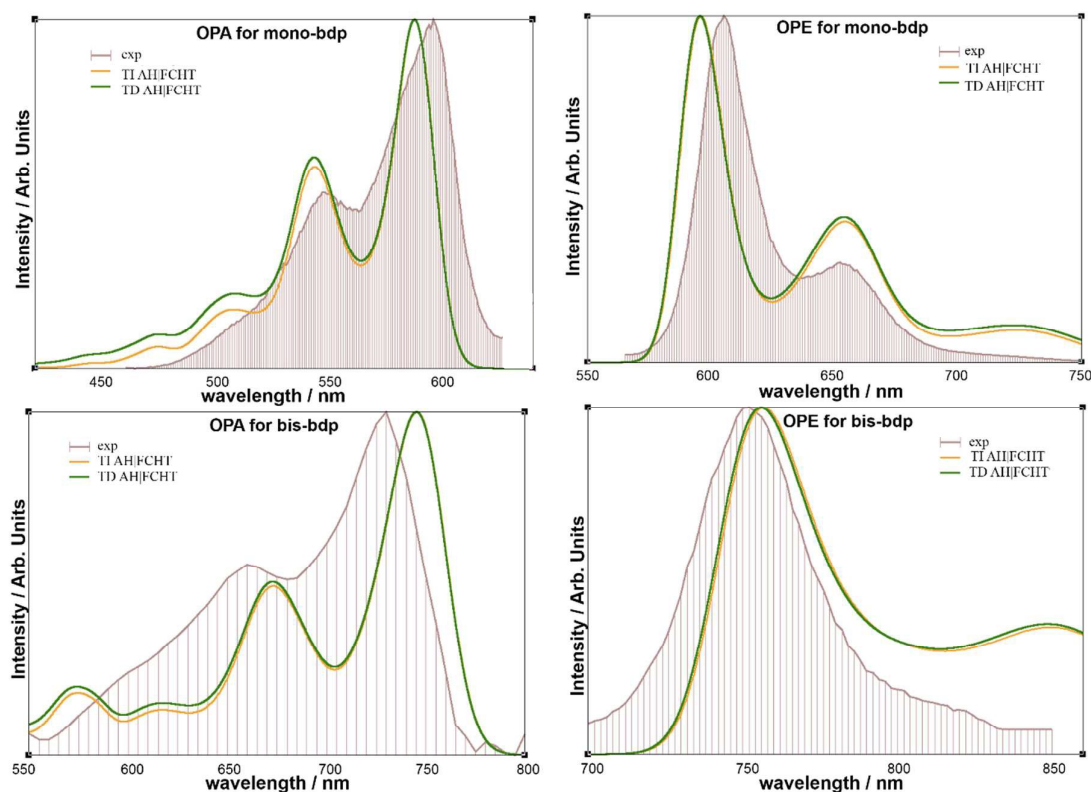 OPA for mono-bdp
exp
TI AH|FCHT
TD AH|FCHT
Intensity / Arb. Units
450 500 550 600
wavelength / nm
OPE for mono-bdp
exp
TI AH|FCHT
TD AH|FCHT
Intensity / Arb. Units
550 600 650 700 750
wavelength / nm
OPA for bis-bdp
exp
TI AH|FCHT
TD AH|FCHT
Intensity / Arb. Units
550 600 650 700 750 800
wavelength / nm
OPE for bis-bdp
exp
TI AH|FCHT
TD AH|FCHT
Intensity / Arb. Units
700 750 800 850
wavelength / nm